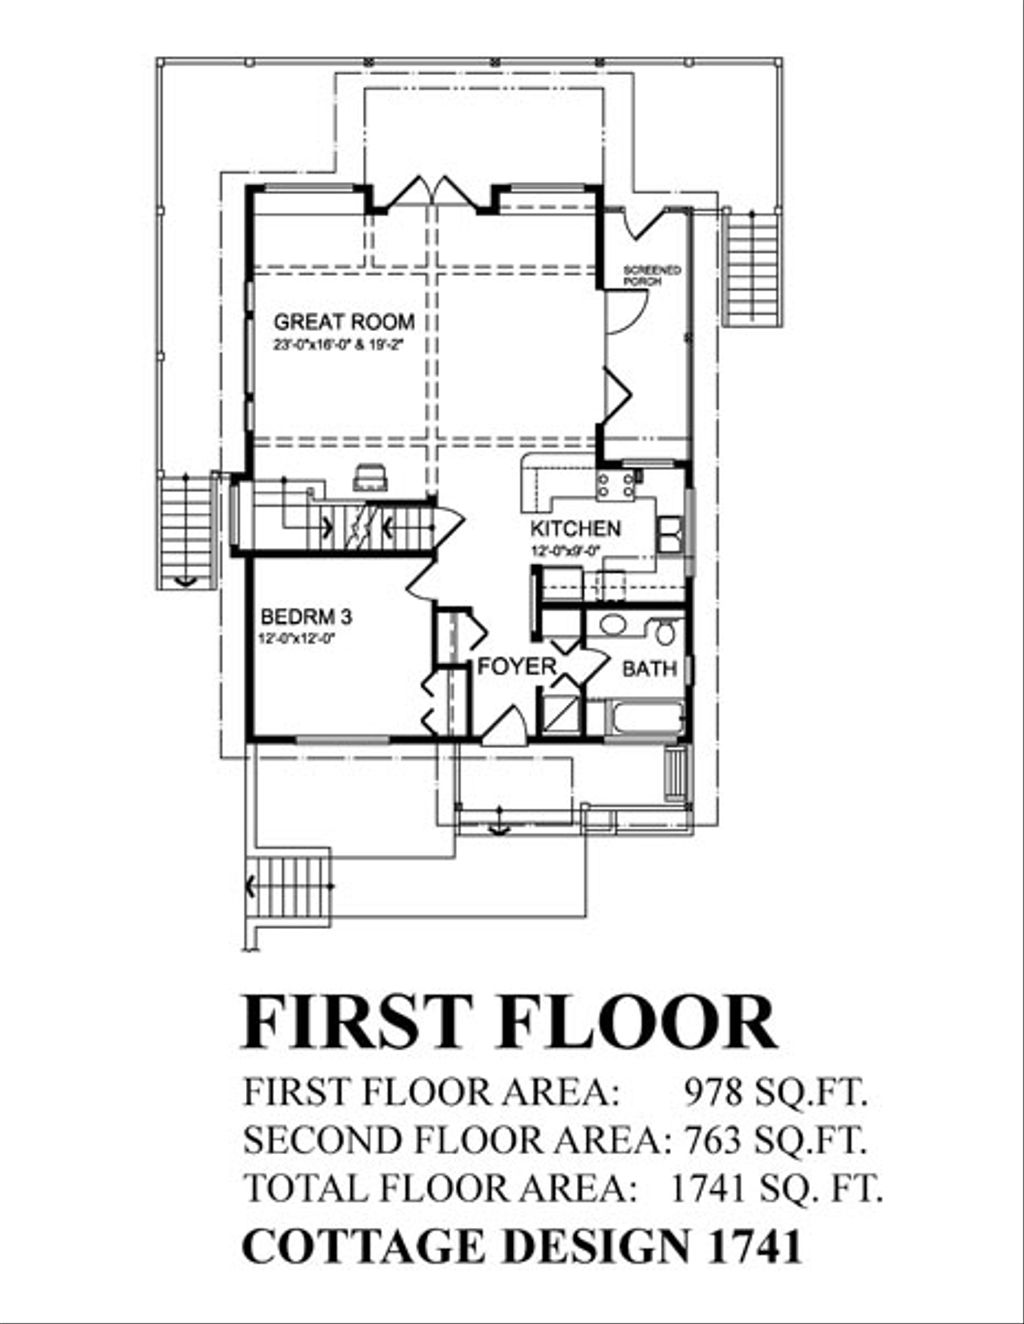 SCREENED
PORCH
GREAT ROOM
23'-0"x16'-0" & 19'-2"
KITCHEN
12'-0"x9'-0"
BEDRM 3
12'-0"x12'-0"
FOYER
BATH
FIRST FLOOR
FIRST FLOOR AREA: 978 SQ.FT.
SECOND FLOOR AREA: 763 SQ.FT.
TOTAL FLOOR AREA: 1741 SQ. FT.
COTTAGE DESIGN 1741